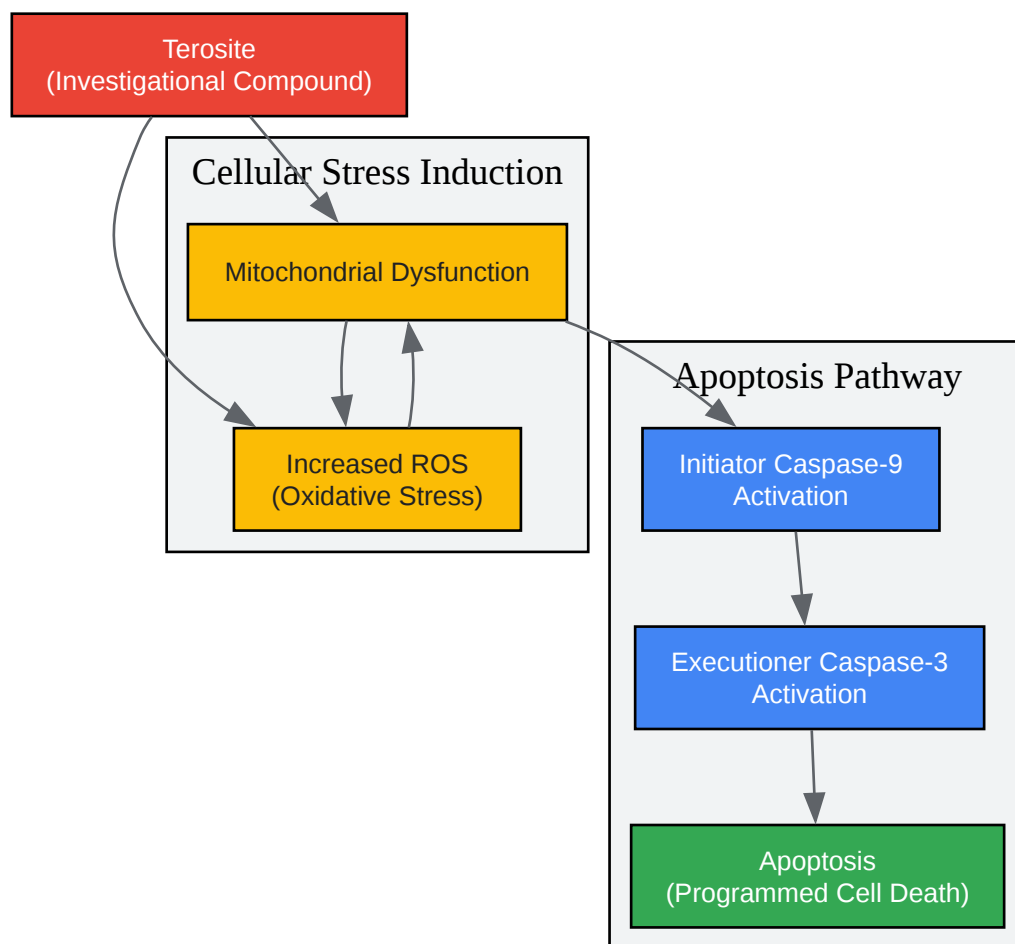 Terosite
(Investigational Compound)
Cellular Stress Induction
Mitochondrial Dysfunction
Increased ROS
(Oxidative Stress)
Apoptosis Pathway
Initiator Caspase-9
Activation
Executioner Caspase-3
Activation
Apoptosis
(Programmed Cell Death)